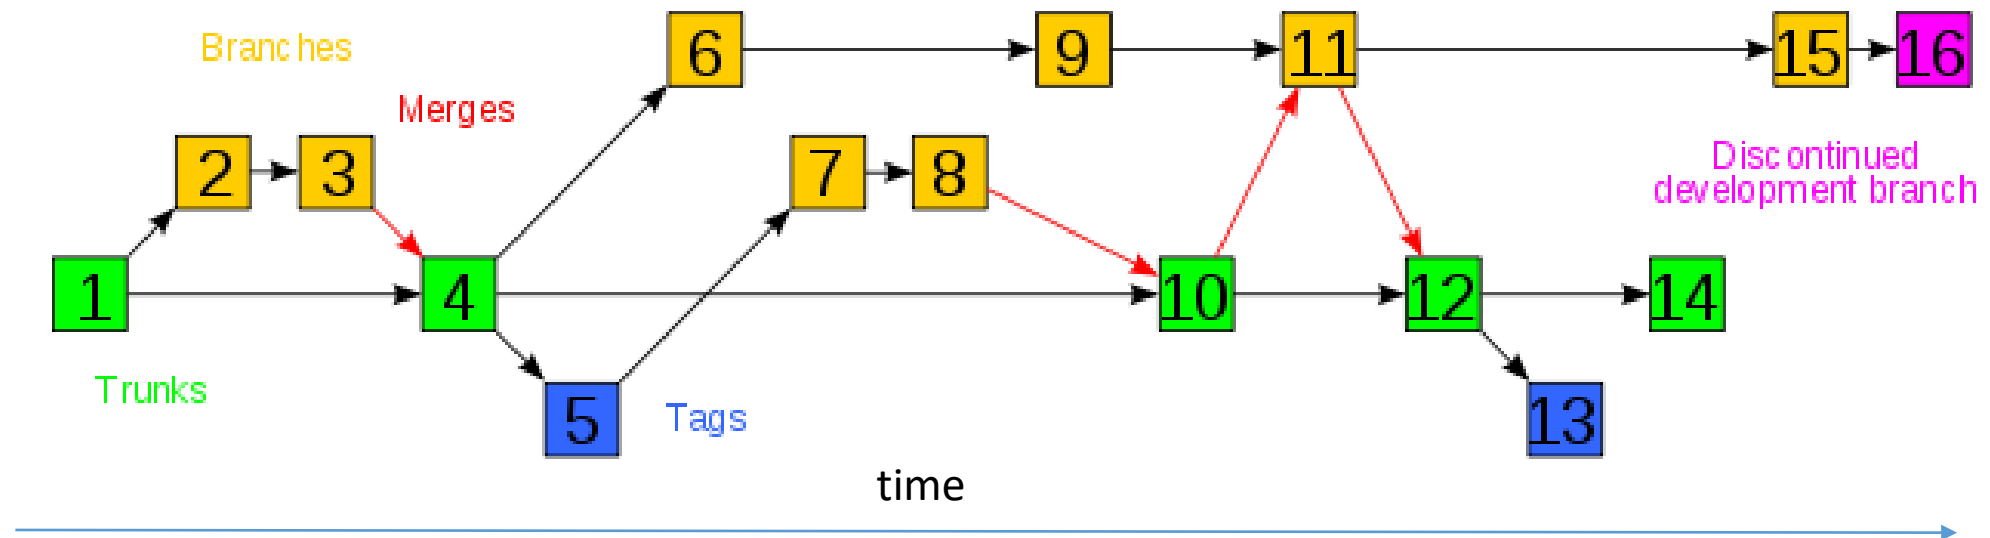 6
9
11
15
16
Branches
Merges
2
3
7
8
Discontinued
development branch
1
4
10
12
14
Trunks
5
Tags
13
time